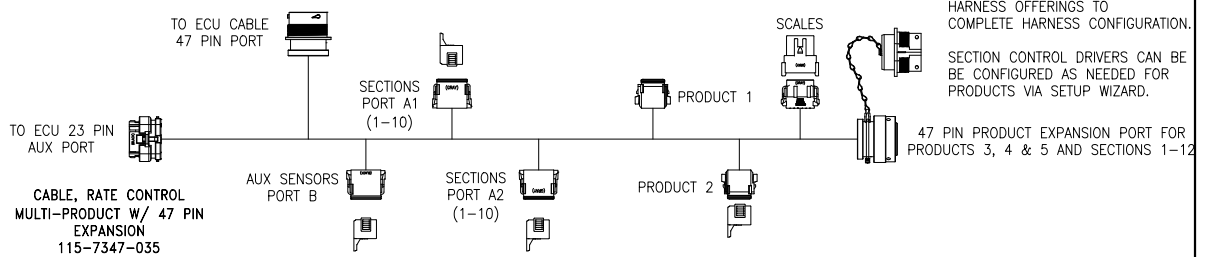 TO ECU CABLE
47 PIN PORT
SECTIONS
PORT A1
(1-10)
(GRAY)
PRODUCT 1
SCALES
HARNESS OFFERINGS TO
COMPLETE HARNESS CONFIGURATION.
SECTION CONTROL DRIVERS CAN BE
BE CONFIGURED AS NEEDED FOR
PRODUCTS VIA SETUP WIZARD.
TO ECU 23 PIN
AUX PORT
47 PIN PRODUCT EXPANSION PORT FOR
PRODUCTS 3, 4 & 5 AND SECTIONS 1-12
AUX SENSORS
PORT B
SECTIONS
PORT A2
(1-10)
PRODUCT 2
CABLE, RATE CONTROL
MULTI-PRODUCT W/ 47 PIN
EXPANSION
115-7347-035